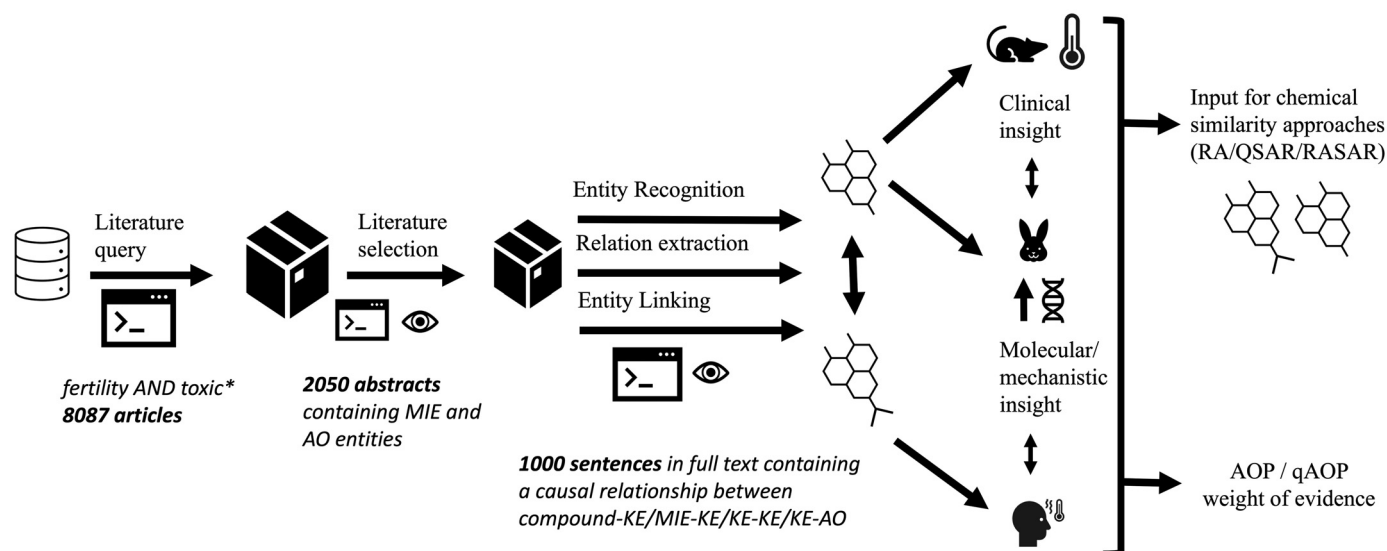 Literature
query
fertility AND toxic*
8087 articles
Literature
selection
2050 abstracts
containing MIE and
AO entities
Entity Recognition
Relation extraction
Entity Linking
1000 sentences in full text containing
a causal relationship between
compound-KE/MIE-KE/KE-KE/KE-AO
Clinical
insight
Molecular/
mechanistic
insight
Input for chemical
similarity approaches
(RA/QSAR/RASAR)
AOP / qAOP
weight of evidence